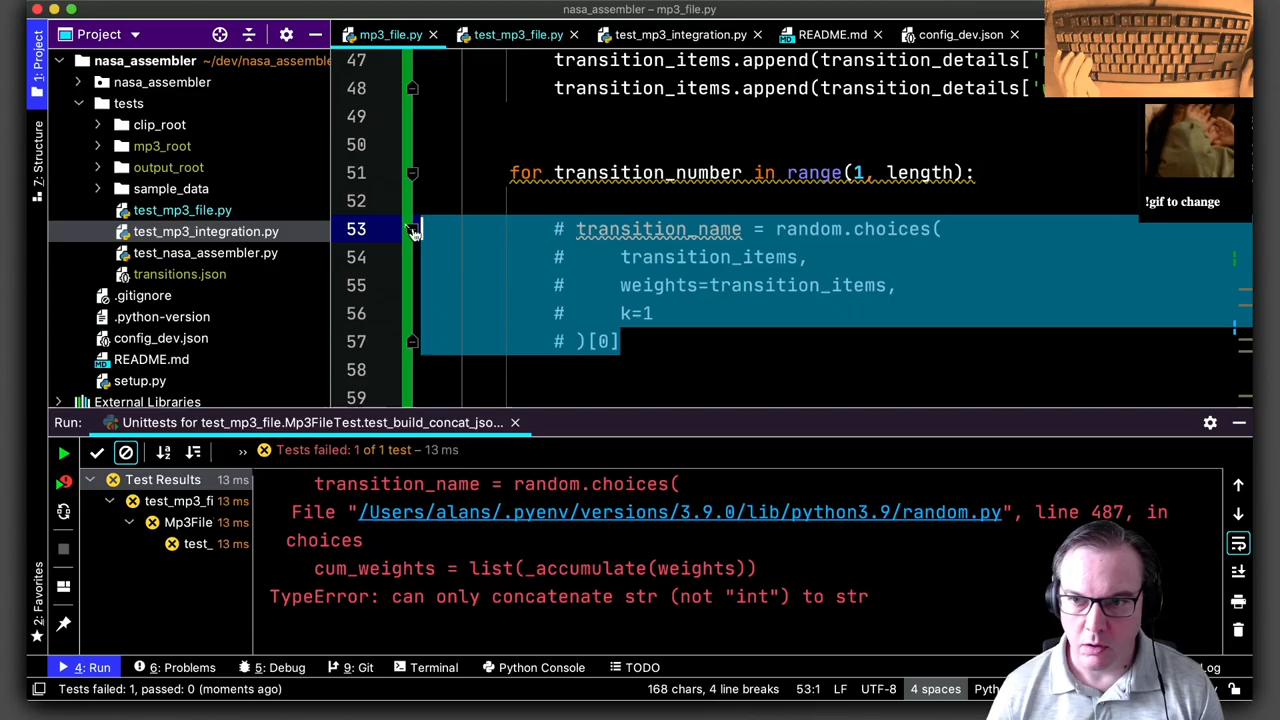 nasa_assembler – mp3_file.py
Project
mp3_file.py
test_mp3_file.py
test_mp3_integration.py
README.md
config_dev.json
1: Project
7: Structure
2: Favorites
nasa_assembler ~/dev/nasa_assemble
nasa_assembler
tests
clip_root
mp3_root
output_root
sample_data
test_mp3_file.py
test_mp3_integration.py
test_nasa_assembler.py
transitions.json
.gitignore
.python-version
config_dev.json
README.md
setup.py
External Libraries
47 transition_items.append(transition_details['
48 transition_items.append(transition_details['
49
50
51 for transition_number in range(1, length):
52
53 # transition_name = random.choices(
54 # transition_items,
55 # weights=transition_items,
56 # k=1
57 # )[0]
58
59
!gif to change
Run: Unittests for test_mp3_file.Mp3FileTest.test_build_concat_jso...
Tests failed: 1 of 1 test – 13 ms
Test Results 13 ms
test_mp3_fi 13 ms
Mp3File 13 ms
test_ 13 ms
transition_name = random.choices(
File "/Users/alans/.pyenv/versions/3.9.0/lib/python3.9/random.py", line 487, in
choices
cum_weights = list(_accumulate(weights))
TypeError: can only concatenate str (not "int") to str
4: Run
6: Problems
5: Debug
9: Git
Terminal
Python Console
TODO
Log
Tests failed: 1, passed: 0 (moments ago)
168 chars, 4 line breaks
53:1
LF
UTF-8
4 spaces
Pyth